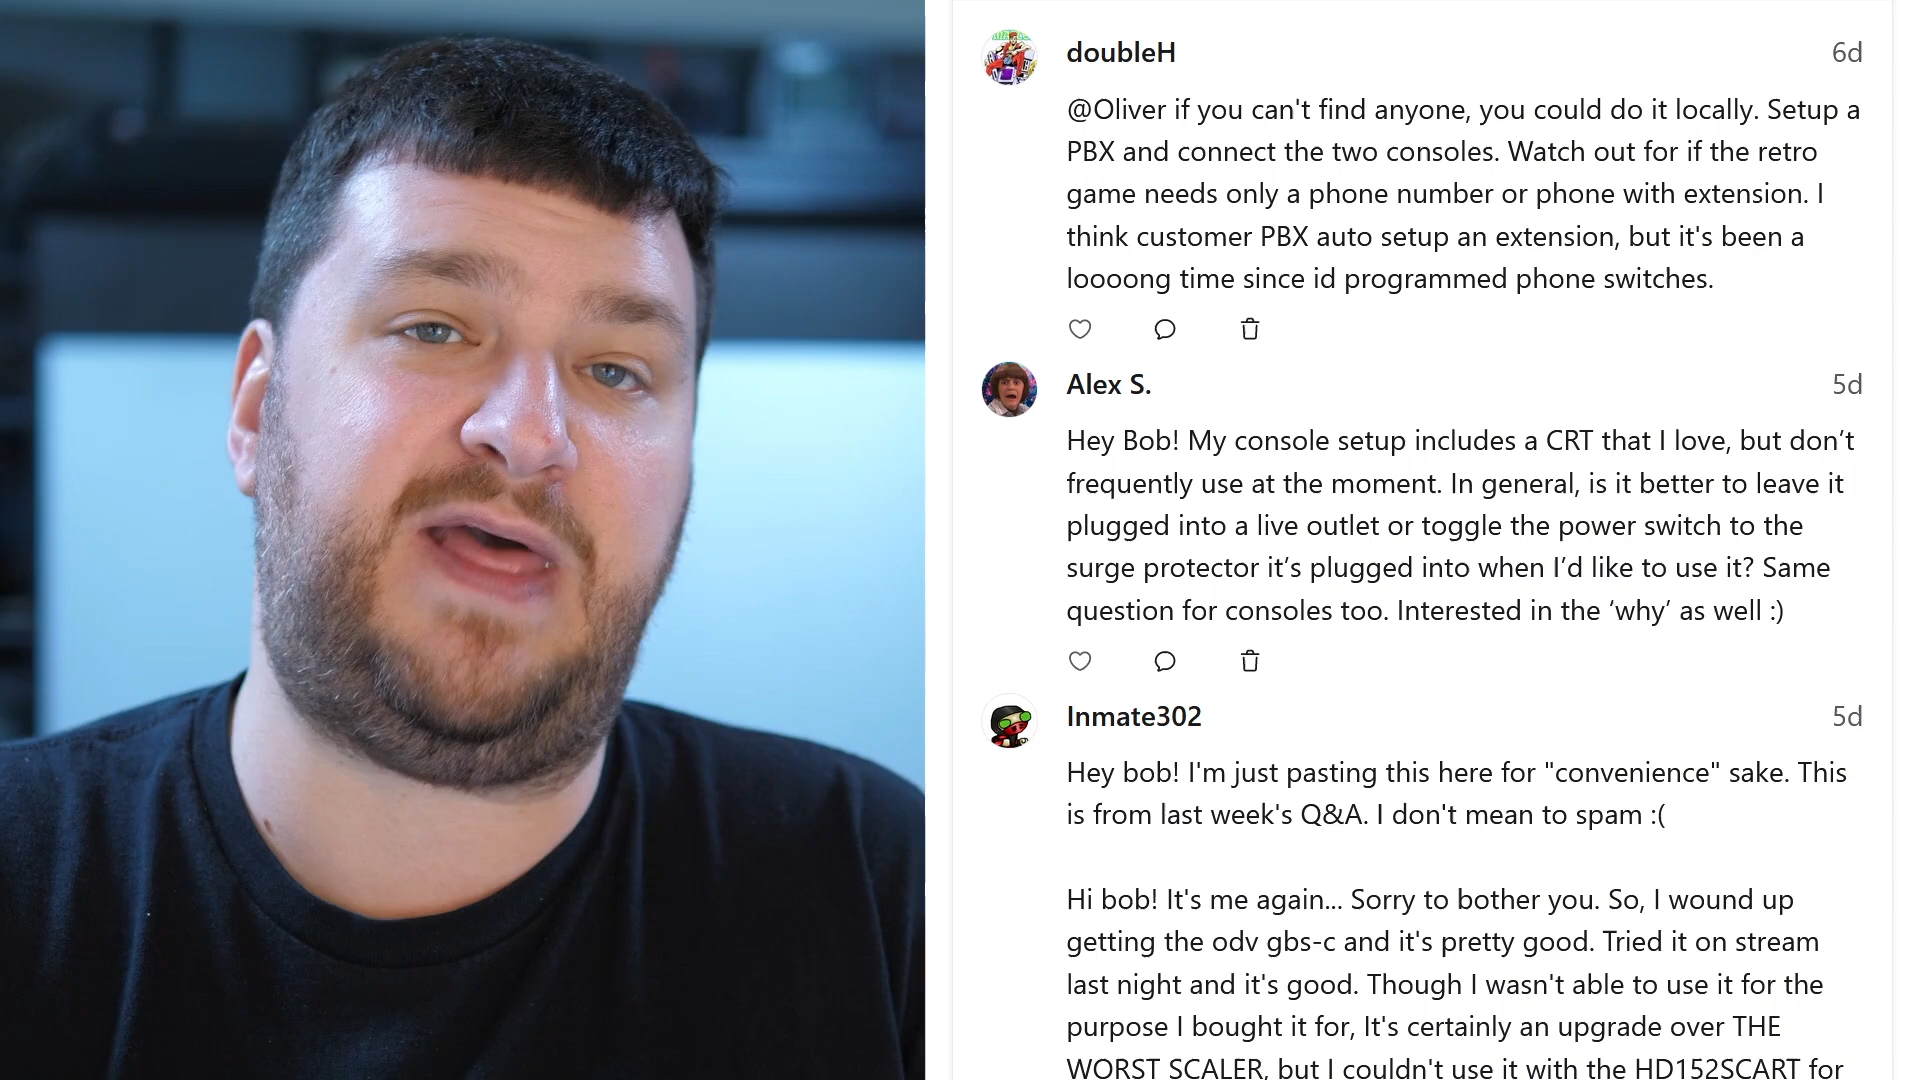 doubleH
6d
@Oliver if you can't find anyone, you could do it locally. Setup a
PBX and connect the two consoles. Watch out for if the retro
game needs only a phone number or phone with extension. I
think customer PBX auto setup an extension, but it's been a
loooong time since id programmed phone switches.
Alex S.
5d
Hey Bob! My console setup includes a CRT that I love, but don’t
frequently use at the moment. In general, is it better to leave it
plugged into a live outlet or toggle the power switch to the
surge protector it’s plugged into when I’d like to use it? Same
question for consoles too. Interested in the ‘why’ as well :)
Inmate302
5d
Hey bob! I'm just pasting this here for "convenience" sake. This
is from last week's Q&A. I don't mean to spam :(
Hi bob! It's me again... Sorry to bother you. So, I wound up
getting the odv gbs-c and it's pretty good. Tried it on stream
last night and it's good. Though I wasn't able to use it for the
purpose I bought it for, It's certainly an upgrade over THE
WORST SCALER, but I couldn't use it with the HD152SCART for